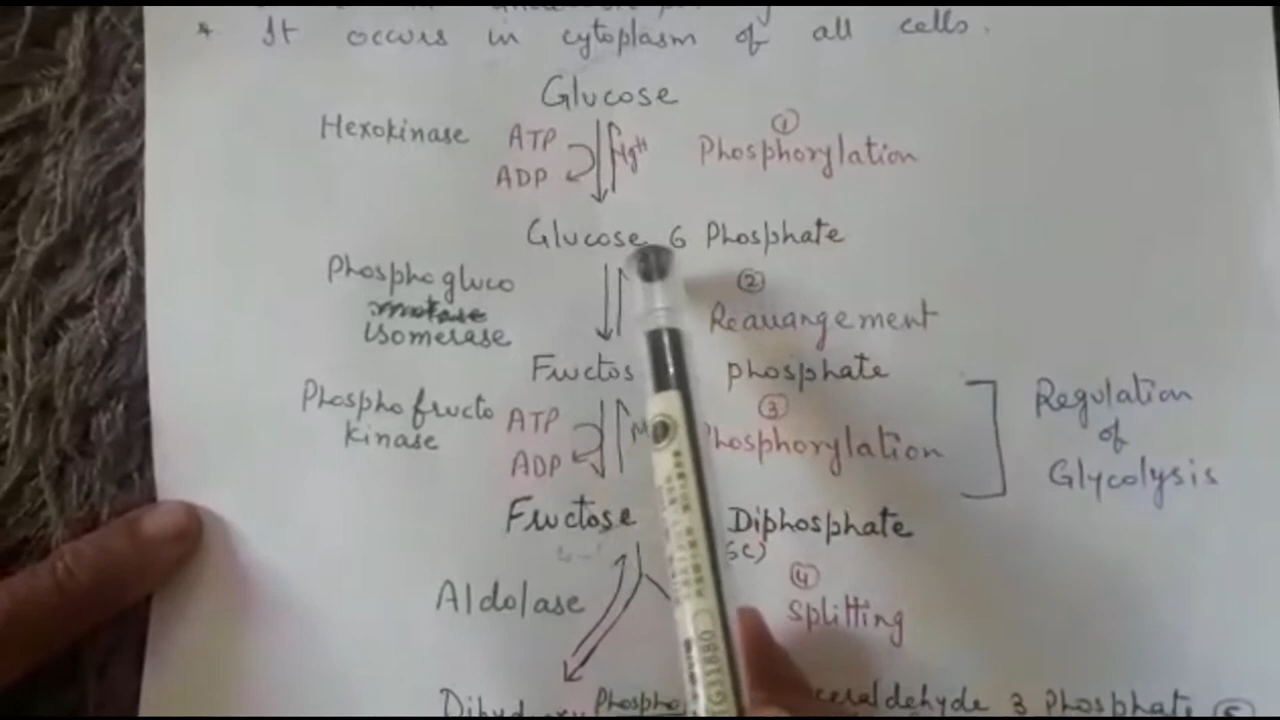 * It occurs in cytoplasm of all cells.
Glucose
Hexokinase ATP ADP ① Phosphorylation
Glucose 6 Phosphate
Phosphogluco Isomerase ② Rearrangement
Fructos phosphate
Phosphofructo kinase ATP ADP ③ Phosphorylation
Regulation of Glycolysis
Fructose Diphosphate
Aldolase ④ Splitting
Phospho 3 Phosphate